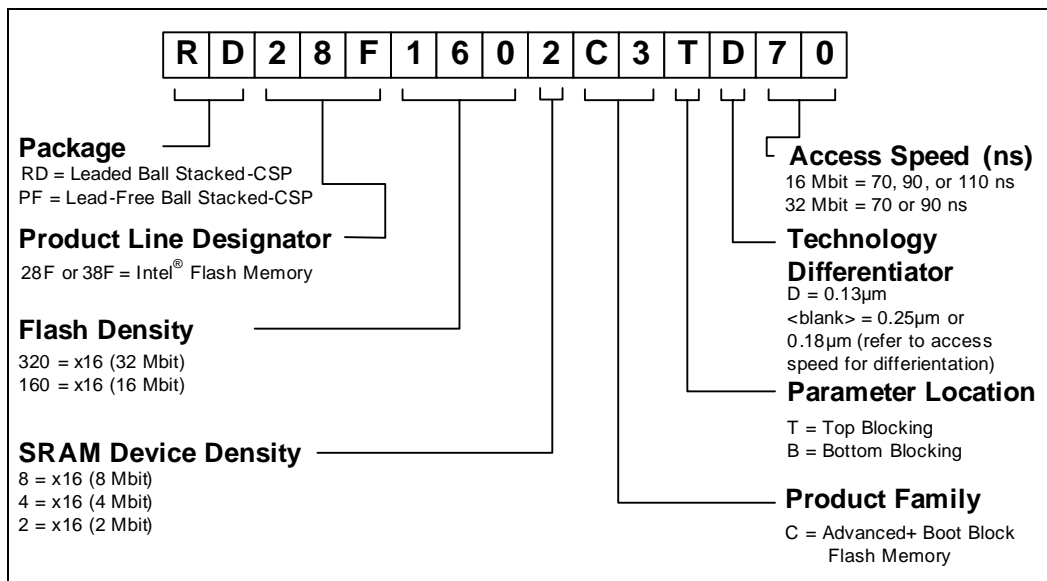 R D 2 8 F 1 6 0 2 C 3 T D 7 0
Package
RD = Leaded Ball Stacked-CSP
PF = Lead-Free Ball Stacked-CSP
Product Line Designator
28F or 38F = Intel® Flash Memory
Flash Density
320 = x16 (32 Mbit)
160 = x16 (16 Mbit)
SRAM Device Density
8 = x16 (8 Mbit)
4 = x16 (4 Mbit)
2 = x16 (2 Mbit)
Access Speed (ns)
16 Mbit = 70, 90, or 110 ns
32 Mbit = 70 or 90 ns
Technology
Differentiator
D = 0.13µm
<blank> = 0.25µm or
0.18µm (refer to access
speed for differientation)
Parameter Location
T = Top Blocking
B = Bottom Blocking
Product Family
C = Advanced+ Boot Block
Flash Memory